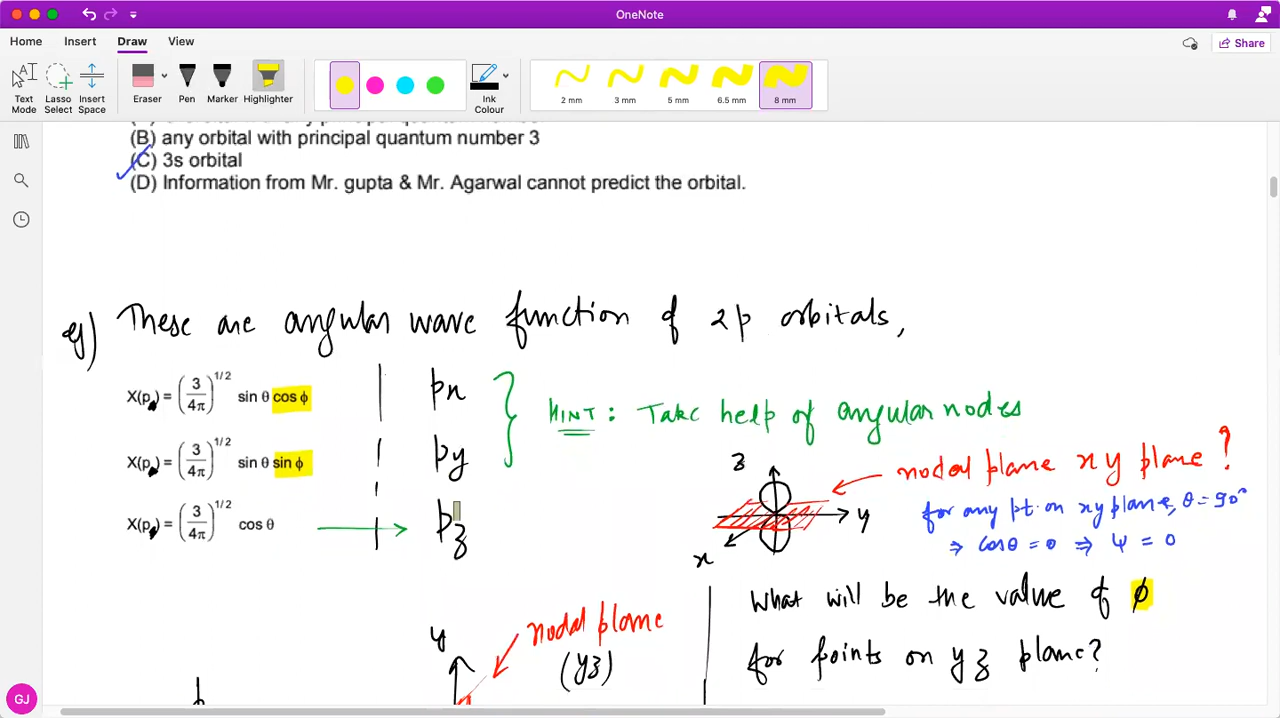 OneNote
Home Insert Draw View Share
Text Mode Lasso Select Insert Space Eraser Pen Marker Highlighter Ink Colour 2 mm 3 mm 5 mm 6.5 mm 8 mm
(B) any orbital with principal quantum number 3
(C) 3s orbital
(D) Information from Mr. gupta & Mr. Agarwal cannot predict the orbital.
eg) These are angular wave function of 2p orbitals,
X(p ) = (3/4π)^1/2 sin θ cos ϕ | px
HINT : Take help of angular nodes
X(p ) = (3/4π)^1/2 sin θ sin ϕ | py
X(p ) = (3/4π)^1/2 cos θ → pz
z
y
x
nodal plane xy plane?
for any pt. on xy plane, θ = 90°
⇒ cosθ = 0 ⇒ Ψ = 0
What will be the value of ϕ
for points on yz plane?
y
nodal plane
(yz)
GJ